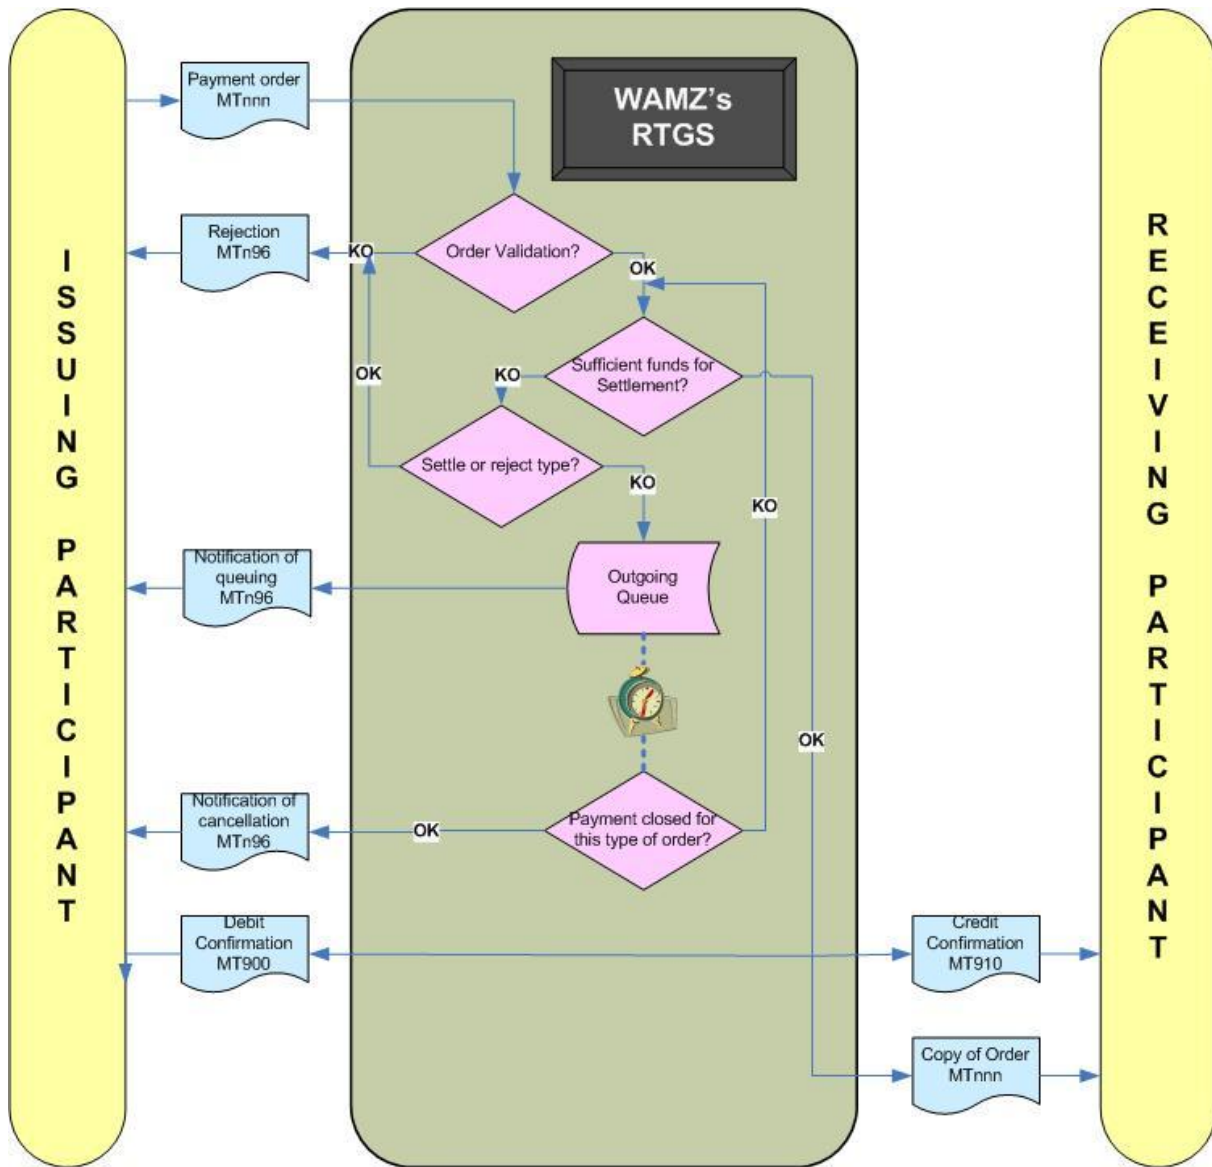 Payment order
MTnnn
WAMZ's
RTGS
Rejection
MTn96
KO
Order Validation?
OK
Sufficient funds for
Settlement?
OK
KO
Settle or reject type?
KO
KO
Notification of
queuing
MTn96
Outgoing
Queue
OK
Notification of
cancellation
MTn96
OK
Payment closed for
this type of order?
Debit
Confirmation
MT900
Credit
Confirmation
MT910
Copy of Order
MTnnn
ISSUING PARTICIPANT
RECEIVING PARTICIPANT